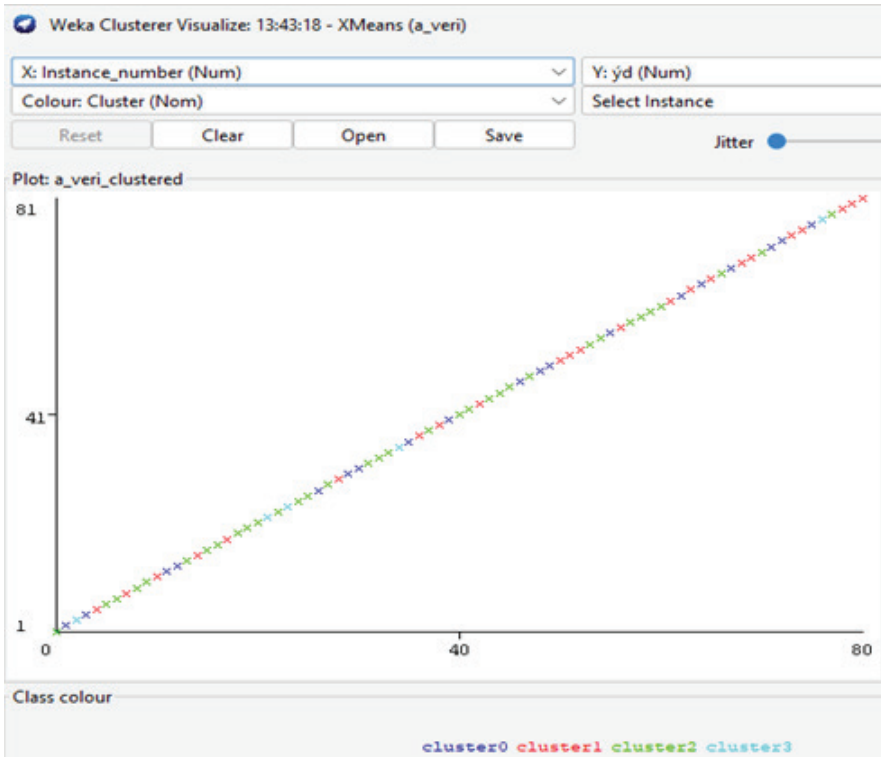 Weka Clusterer Visualize: 13:43:18 - XMeans (a_veri)
X: Instance_number (Num) Y: ýd (Num)
Colour: Cluster (Nom) Select Instance
Reset Clear Open Save Jitter
Plot: a_veri_clustered
81
41
1
0 40 80
Class colour
cluster0 cluster1 cluster2 cluster3